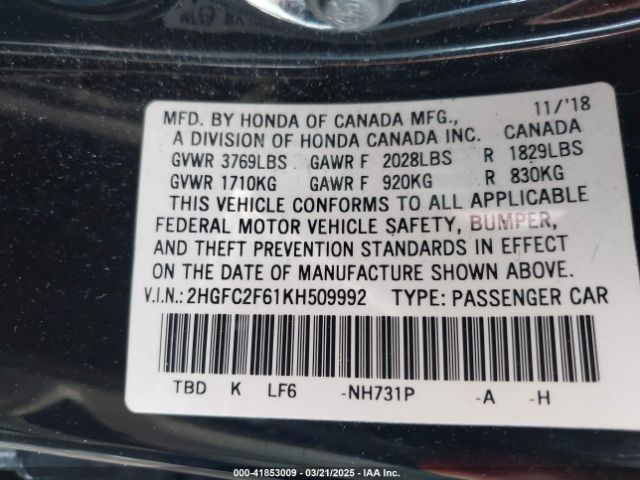 MFD. BY HONDA OF CANADA MFG., 11/'18
A DIVISION OF HONDA CANADA INC. CANADA
GVWR 3769LBS GAWR F 2028LBS R 1829LBS
GVWR 1710KG GAWR F 920KG R 830KG
THIS VEHICLE CONFORMS TO ALL APPLICABLE
FEDERAL MOTOR VEHICLE SAFETY, BUMPER,
AND THEFT PREVENTION STANDARDS IN EFFECT
ON THE DATE OF MANUFACTURE SHOWN ABOVE.
V.I.N.: 2HGFC2F61KH509992 TYPE: PASSENGER CAR
TBD K LF6 -NH731P -A -H
000-41853009 — 03/21/2025 — IAA Inc.